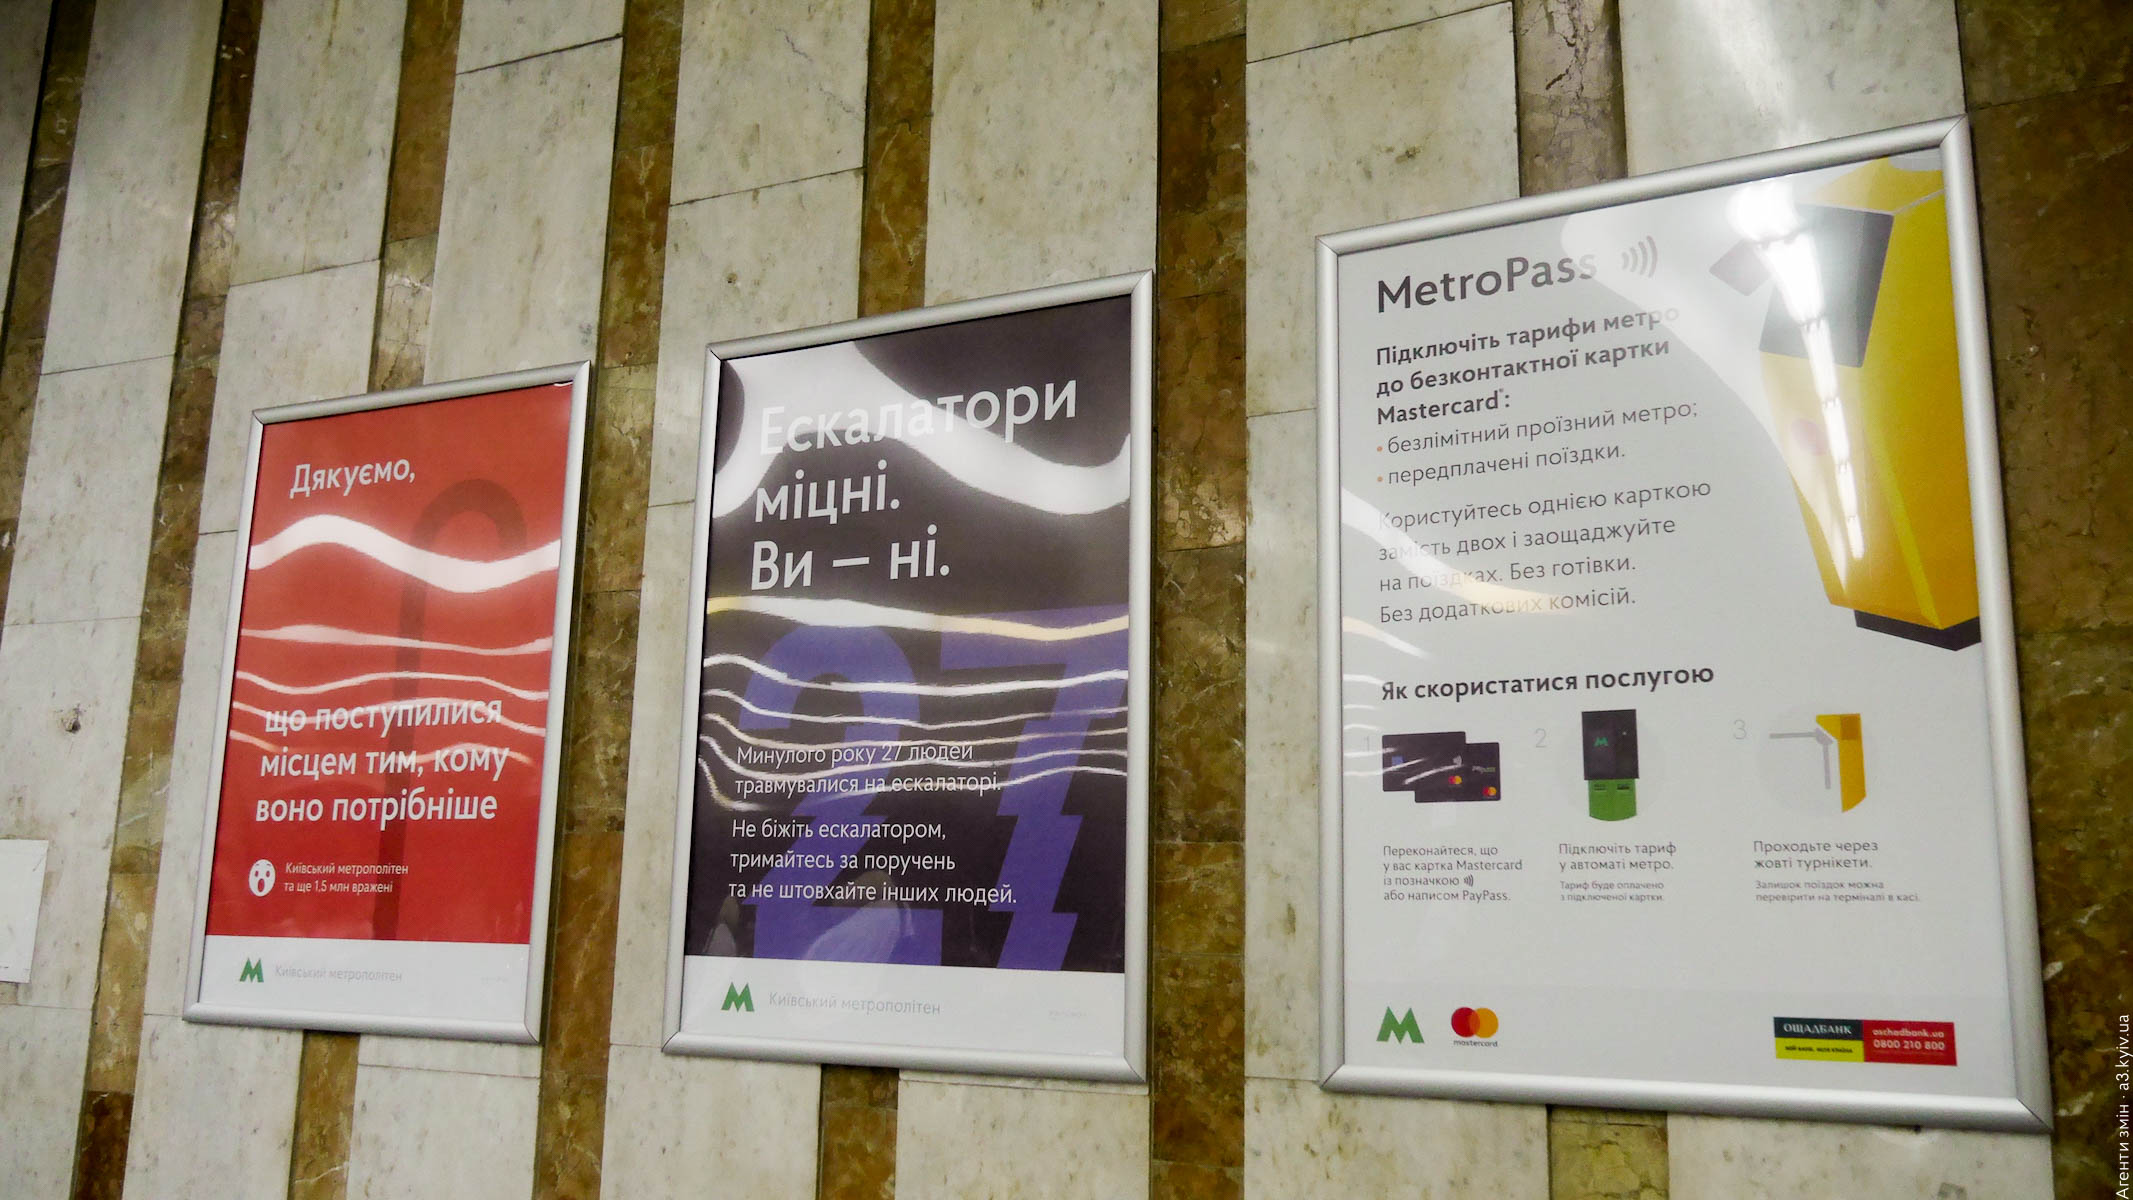 Дякуємо,
що поступилися
місцем тим, кому
воно потрібніше
Київський метрополітен
та ще 1,5 млн вражені
Київський метрополітен
Ескалатори
міцні.
Ви – ні.
27
Минулого року 27 людей
травмувалися на ескалаторі.
Не біжіть ескалатором,
тримайтесь за поручень
та не штовхайте інших людей.
Київський метрополітен
MetroPass
Підключіть тарифи метро
до безконтактної картки
Mastercard®:
• безлімітний проїзний метро;
• передплачені поїздки.
Користуйтесь однією карткою
замість двох і заощаджуйте
на поїздках. Без готівки.
Без додаткових комісій.
Як скористатися послугою
1
Переконайтеся, що
у вас картка Mastercard
із позначкою
або написом PayPass.
2
Підключіть тариф
у автоматі метро.
Тариф буде оплачено
з підключеної картки.
3
Проходьте через
жовті турнікети.
Залишок поїздок можна
перевірити на терміналі в касі.
mastercard
ОЩАДБАНК
МІЙ БАНК. МОЯ КРАЇНА
oschadbank.ua
0800 210 800
Агенти змін · a3.kyiv.ua